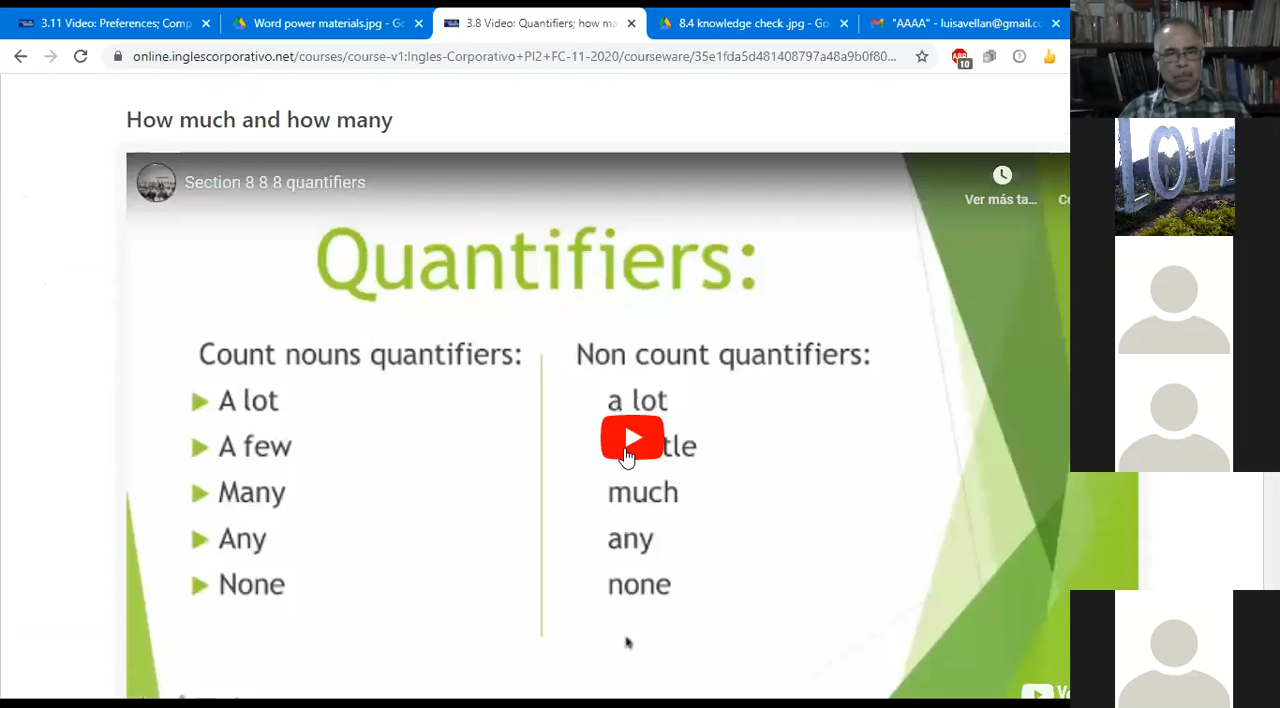 3.11 Video: Preferences; Comp
Word power materials.jpg - Go
3.8 Video: Quantifiers; how ma
8.4 knowledge check .jpg - Go
"AAAA" - luisavellan@gmail.co
online.inglescorporativo.net/courses/course-v1:Ingles-Corporativo+PI2+FC-11-2020/courseware/35e1fda5d481408797a48a9b0f80...
10
How much and how many
Section 8 8 8 quantifiers
Ver más ta...
Quantifiers:
Count nouns quantifiers:
A lot
A few
Many
Any
None
Non count quantifiers:
a lot
much
any
none
LOVE